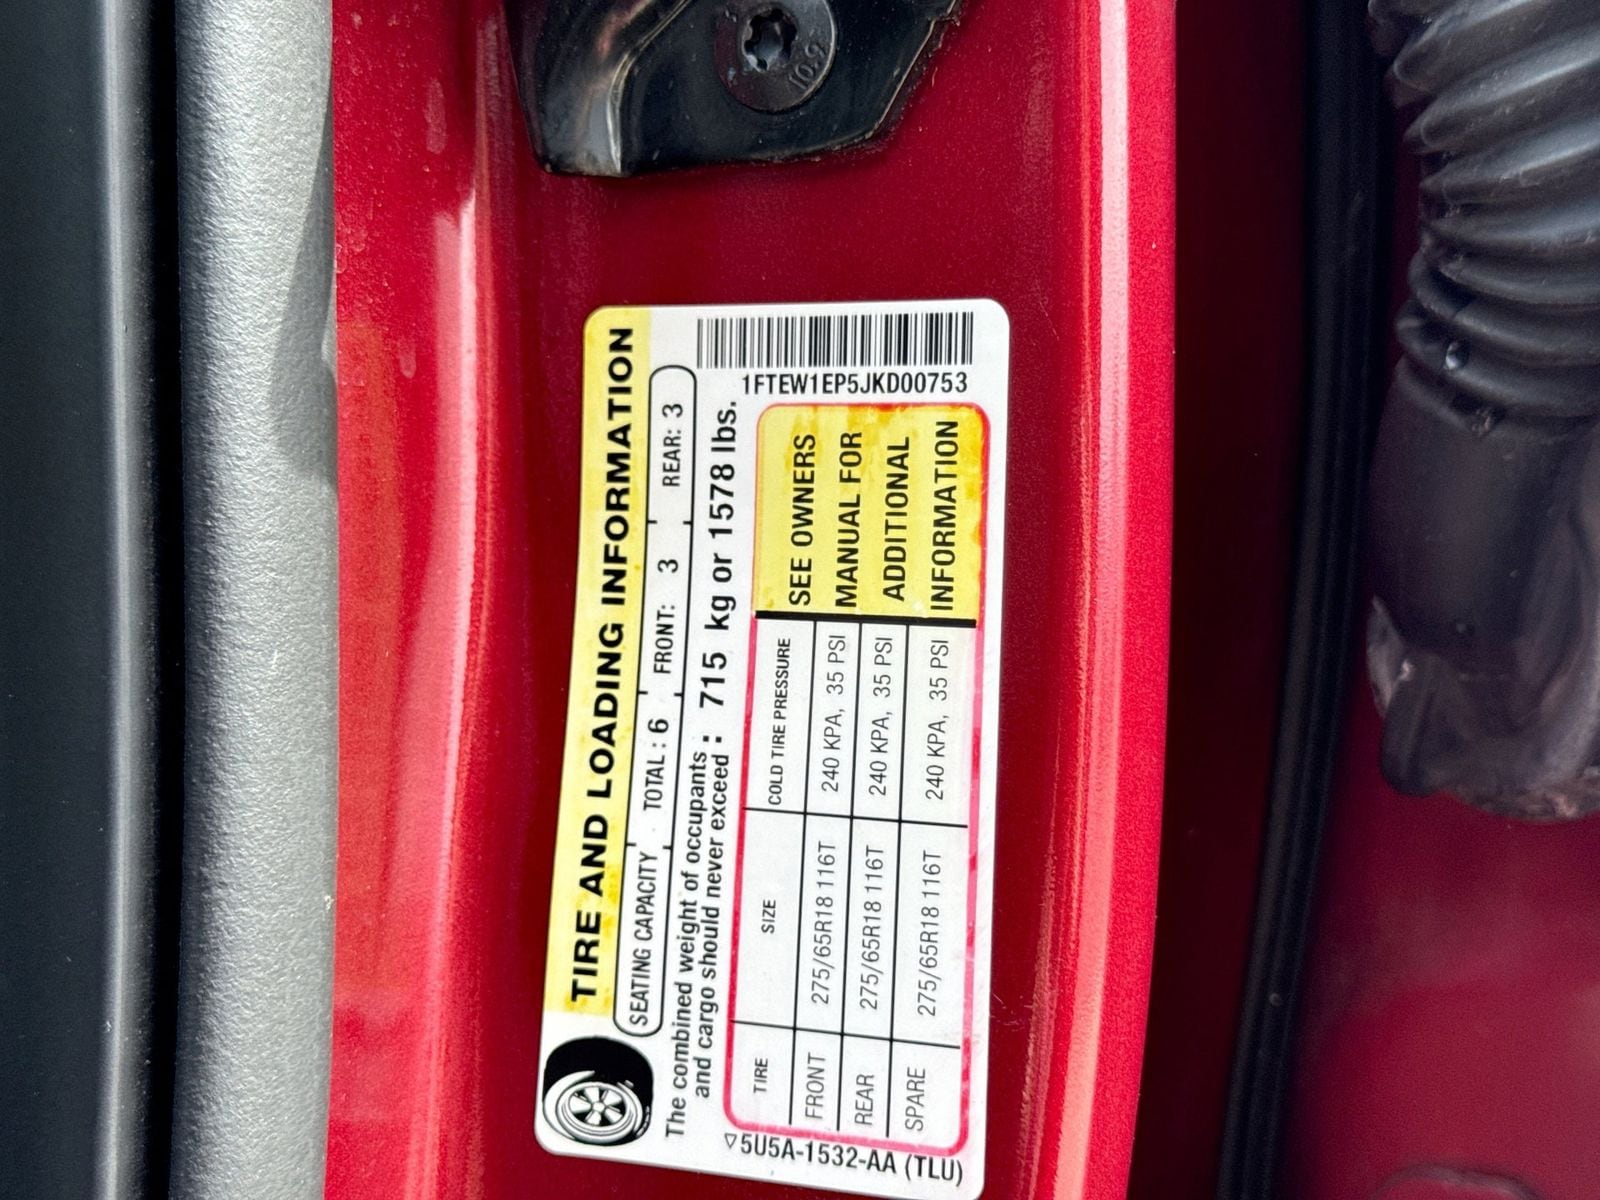 10.9
TIRE AND LOADING INFORMATION
SEATING CAPACITY TOTAL : 6 FRONT: 3 REAR: 3
The combined weight of occupants
and cargo should never exceed : 715 kg or 1578 lbs.
TIRE SIZE COLD TIRE PRESSURE
FRONT 275/65R18 116T 240 KPA, 35 PSI
REAR 275/65R18 116T 240 KPA, 35 PSI
SPARE 275/65R18 116T 240 KPA, 35 PSI
SEE OWNERS
MANUAL FOR
ADDITIONAL
INFORMATION
1FTEW1EP5JKD00753
5U5A-1532-AA (TLU)